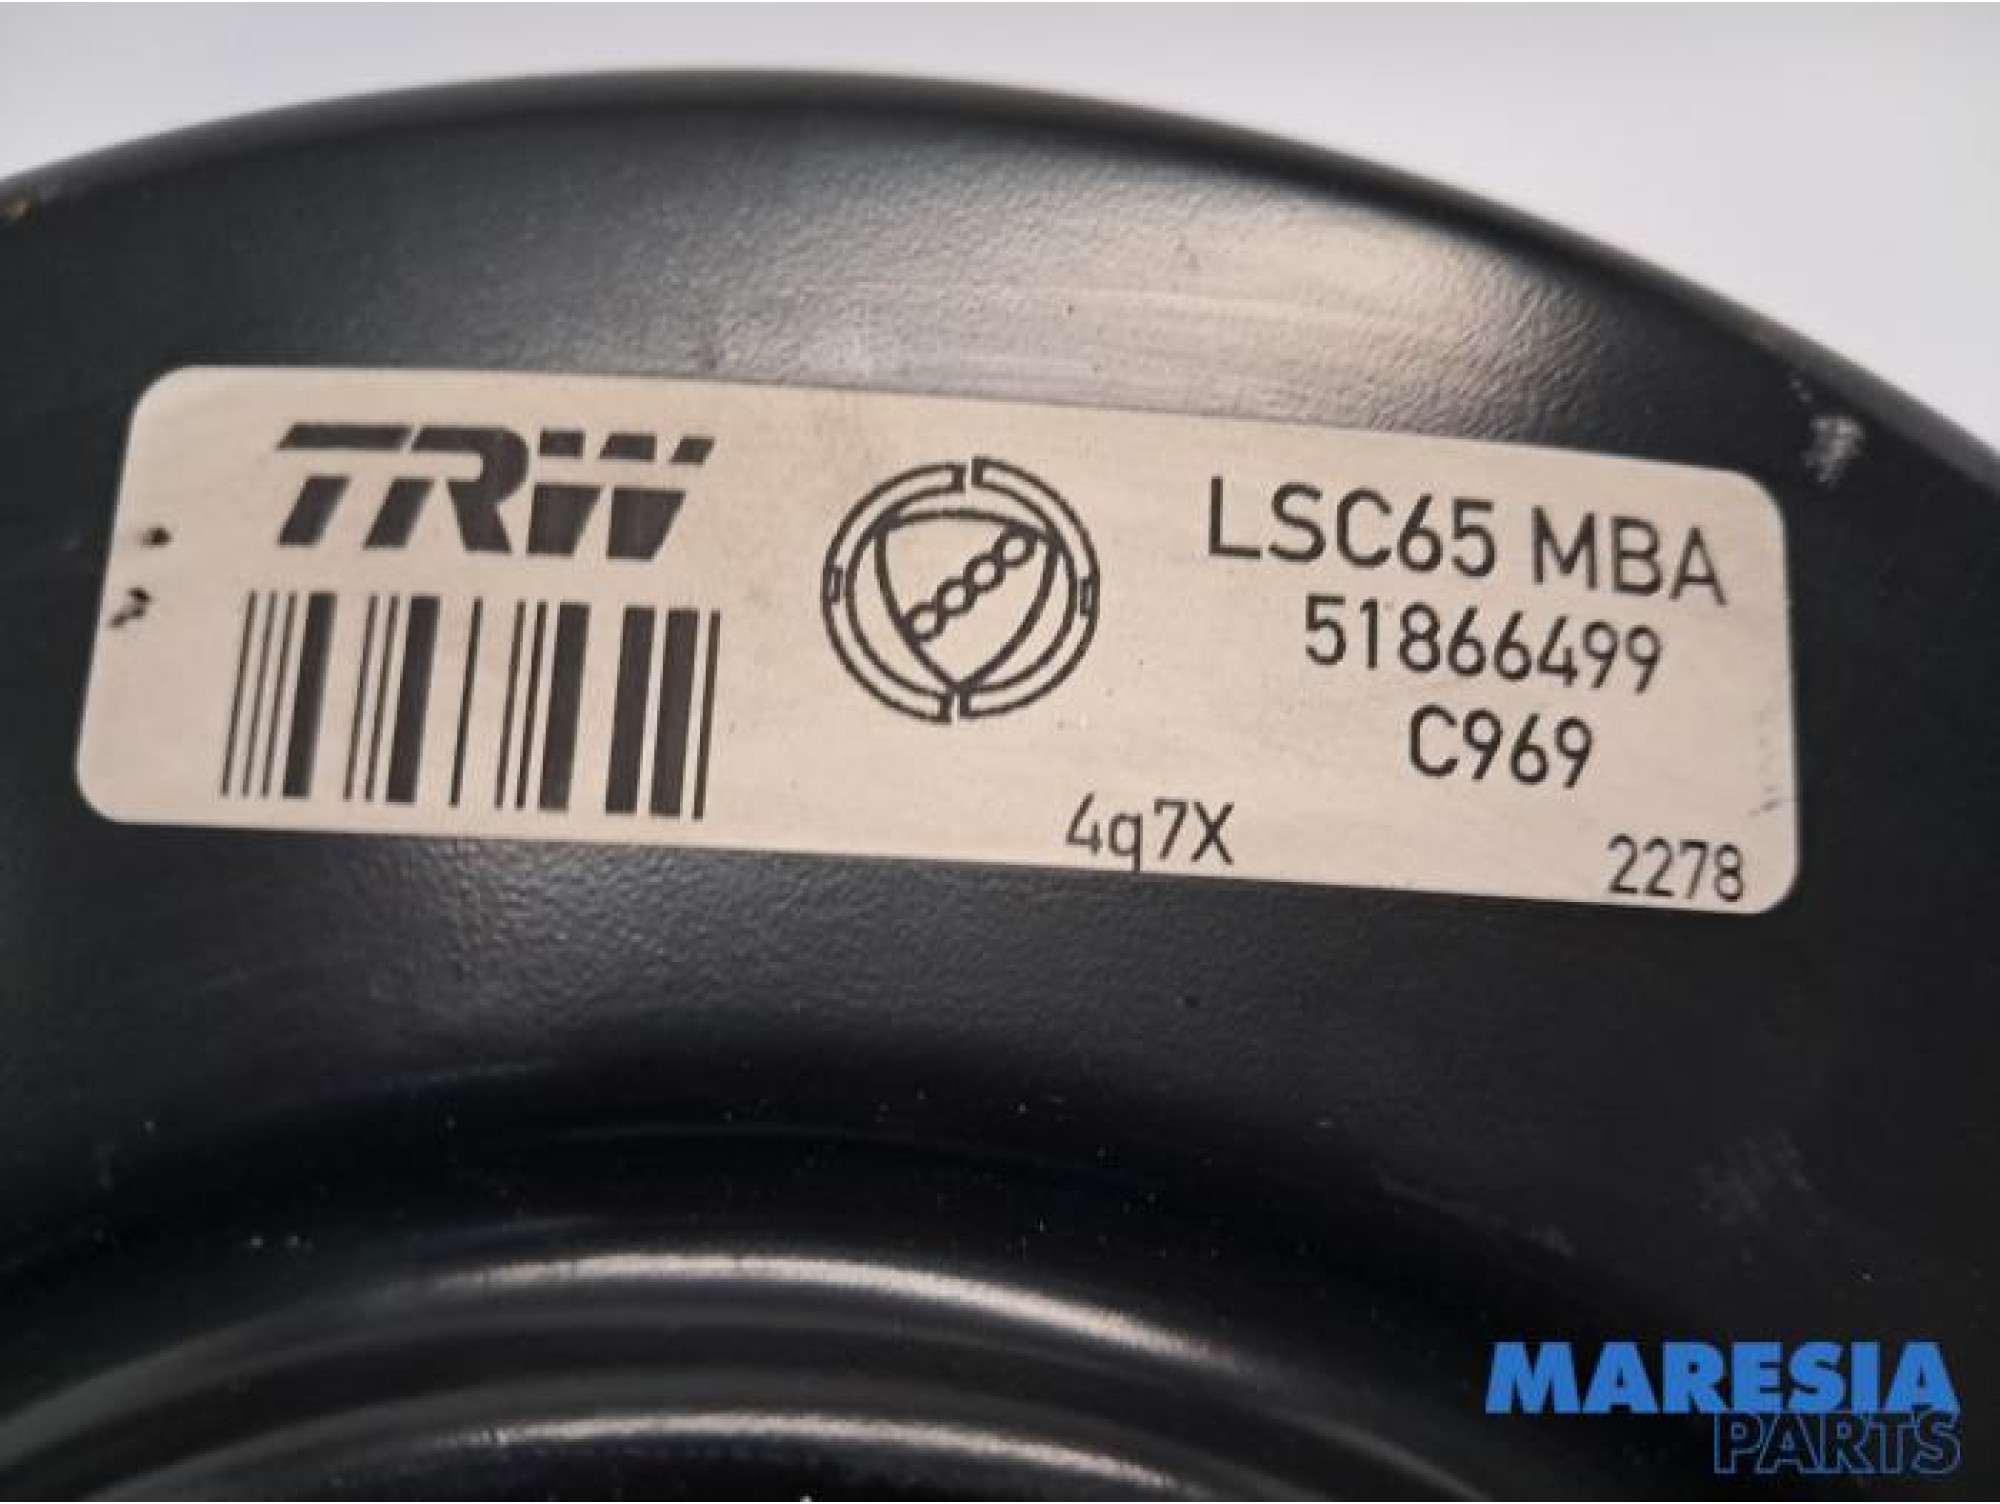 TRW
LSC65 MBA
51866499
C969
4q7X
2278
MARESIA
PARTS